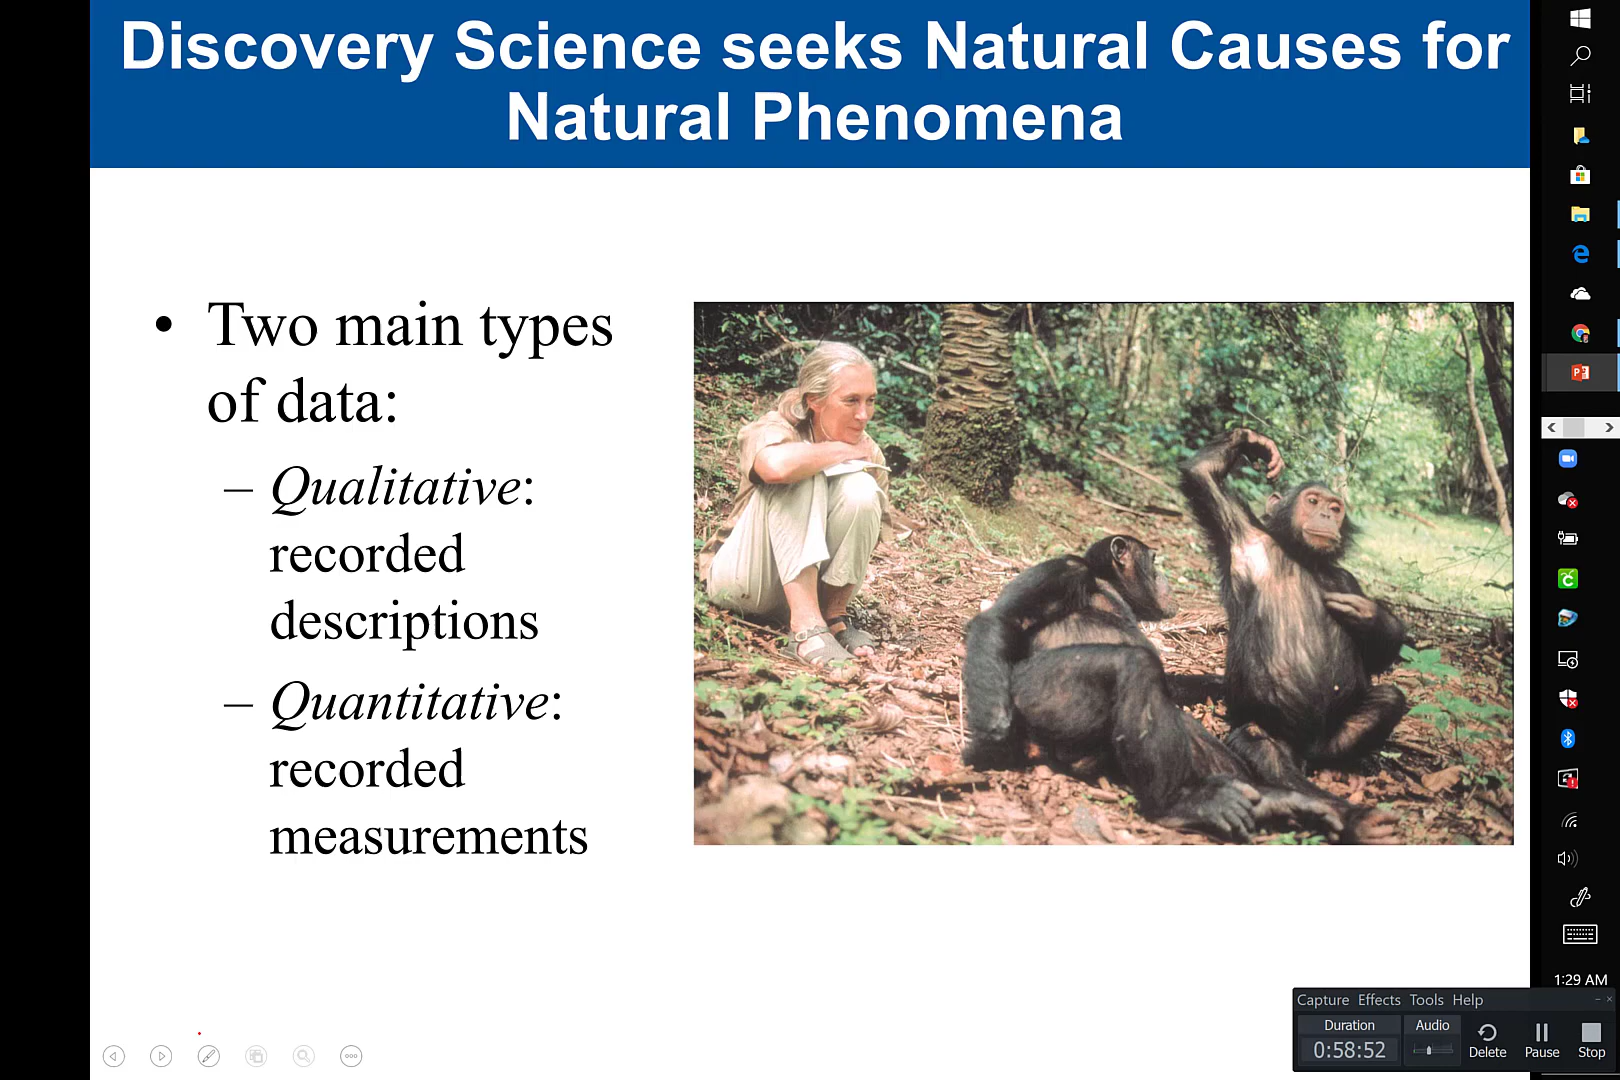 Discovery Science seeks Natural Causes for
Natural Phenomena
• Two main types
of data:
– Qualitative:
recorded
descriptions
– Quantitative:
recorded
measurements
1:29 AM
Capture Effects Tools Help
Duration
Audio
0:58:52
Delete
Pause
Stop